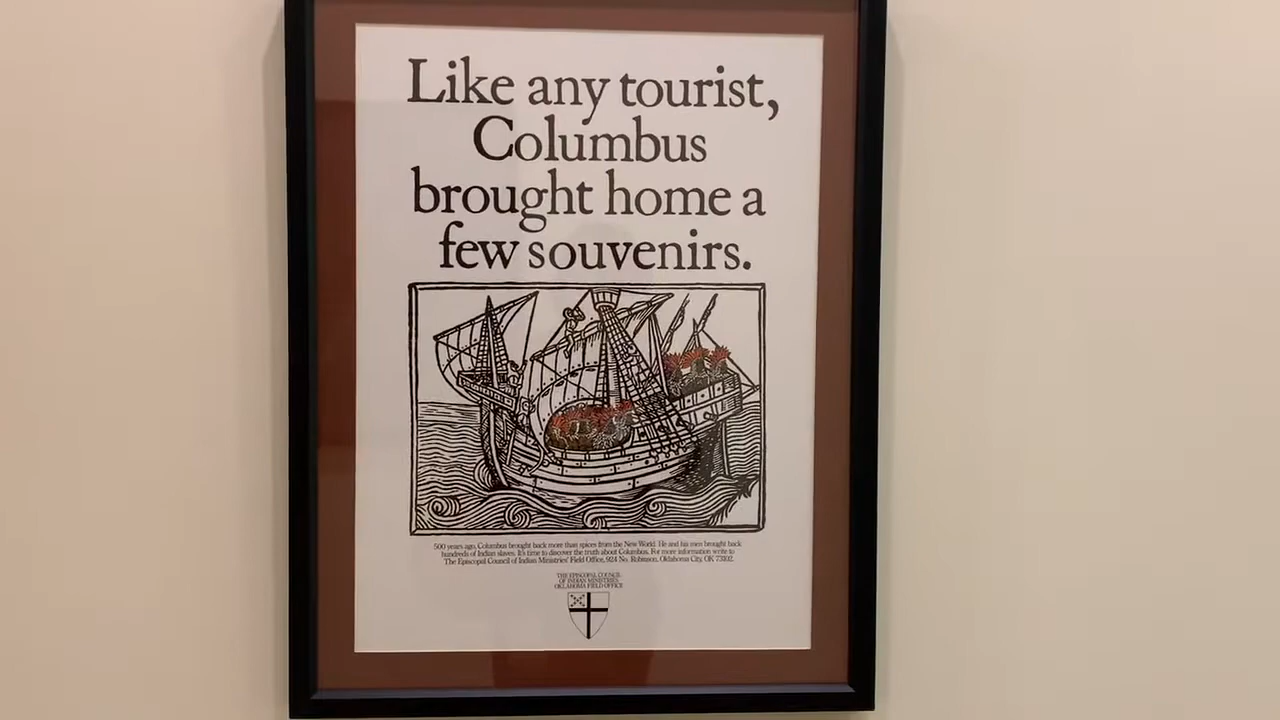 Like any tourist,
Columbus
brought home a
few souvenirs.
500 years ago, Columbus brought back more than spices from the New World. He and his men brought back
hundreds of Indian slaves. It's time to discover the truth about Columbus. For more information write to
The Episcopal Council of Indian Ministries' Field Office, 924 No. Robinson, Oklahoma City, OK 73102.
THE EPISCOPAL COUNCIL
OF INDIAN MINISTRIES
OKLAHOMA FIELD OFFICE